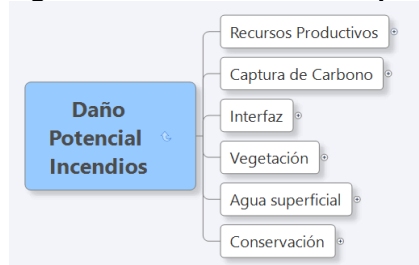 Daño
Potencial
Incendios
Recursos Productivos
Captura de Carbono
Interfaz
Vegetación
Agua superficial
Conservación